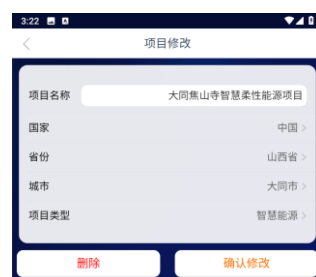 3:22
项目修改
项目名称 大同焦山寺智慧柔性能源项目
国家 中国
省份 山西省
城市 大同市
项目类型 智慧能源
删除 确认修改